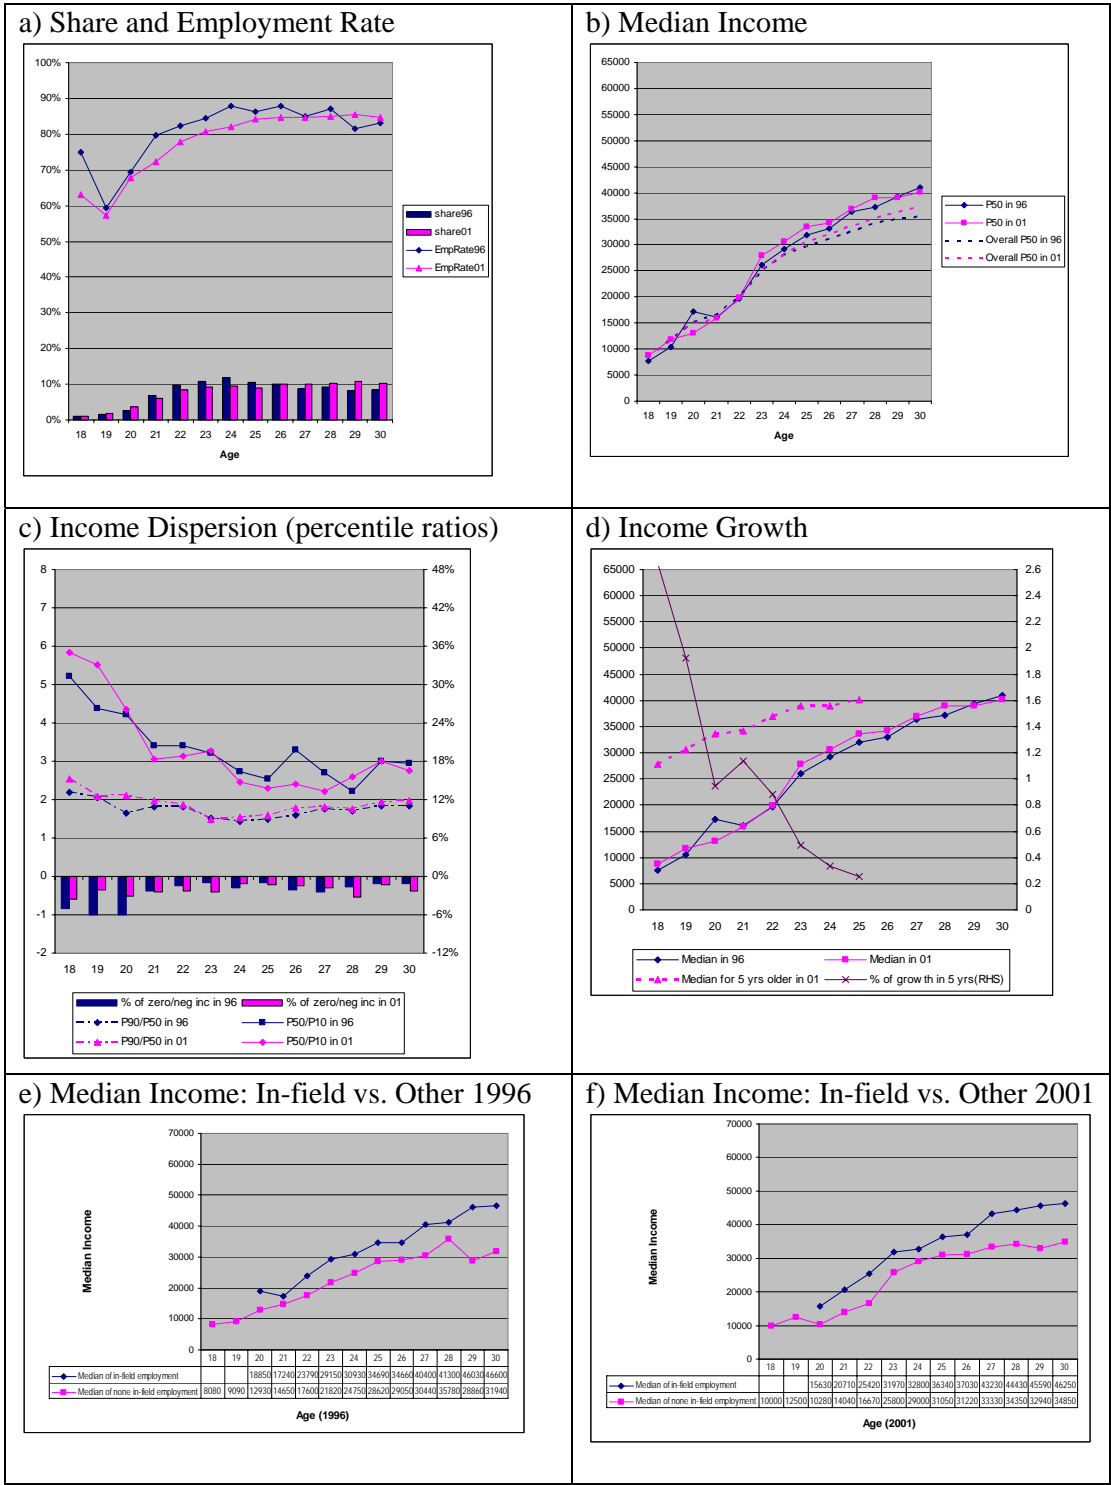 a) Share and Employment Rate
100%
90%
80%
70%
60%
50%
40%
30%
20%
10%
0%
18 19 20 21 22 23 24 25 26 27 28 29 30
Age
share96
share01
EmpRate96
EmpRate01
b) Median Income
65000
60000
55000
50000
45000
40000
35000
30000
25000
20000
15000
10000
5000
0
18 19 20 21 22 23 24 25 26 27 28 29 30
Age
P50 in 96
P50 in 01
Overall P50 in 96
Overall P50 in 01
c) Income Dispersion (percentile ratios)
8 48%
7 42%
6 36%
5 30%
4 24%
3 18%
2 12%
1 6%
0 0%
-1 -6%
-2 -12%
18 19 20 21 22 23 24 25 26 27 28 29 30
% of zero/neg inc in 96 % of zero/neg inc in 01
P90/P50 in 96 P50/P10 in 96
P90/P50 in 01 P50/P10 in 01
d) Income Growth
65000 2.6
60000 2.4
55000 2.2
50000 2
45000 1.8
40000 1.6
35000 1.4
30000 1.2
25000 1
20000 0.8
15000 0.6
10000 0.4
5000 0.2
0 0
18 19 20 21 22 23 24 25 26 27 28 29 30
Median in 96 Median in 01
Median for 5 yrs older in 01 % of growth in 5 yrs(RHS)
e) Median Income: In-field vs. Other 1996
70000
60000
50000
40000
30000
20000
10000
0
Median Income
18 19 20 21 22 23 24 25 26 27 28 29 30
Median of in-field employment 18850 17240 23790 29150 30930 34690 34660 40400 41300 46030 46600
Median of none in-field employment 8080 9090 12930 14650 17600 21820 24750 28620 29050 30440 35780 28860 31940
Age (1996)
f) Median Income: In-field vs. Other 2001
70000
60000
50000
40000
30000
20000
10000
0
Median Income
18 19 20 21 22 23 24 25 26 27 28 29 30
Median of in-field employment 15630 20710 25420 31970 32800 36340 37030 43230 44430 45590 46250
Median of none in-field employment 10000 12500 10280 14040 16670 25800 29000 31050 31220 33330 34350 32940 34850
Age (2001)